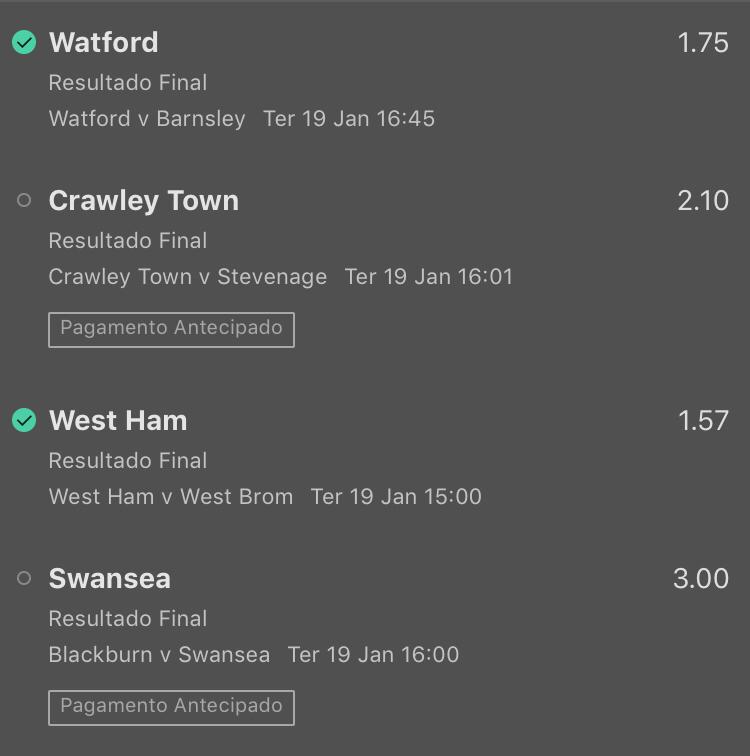 Watford 1.75
Resultado Final
Watford v Barnsley Ter 19 Jan 16:45
Crawley Town 2.10
Resultado Final
Crawley Town v Stevenage Ter 19 Jan 16:01
Pagamento Antecipado
West Ham 1.57
Resultado Final
West Ham v West Brom Ter 19 Jan 15:00
Swansea 3.00
Resultado Final
Blackburn v Swansea Ter 19 Jan 16:00
Pagamento Antecipado